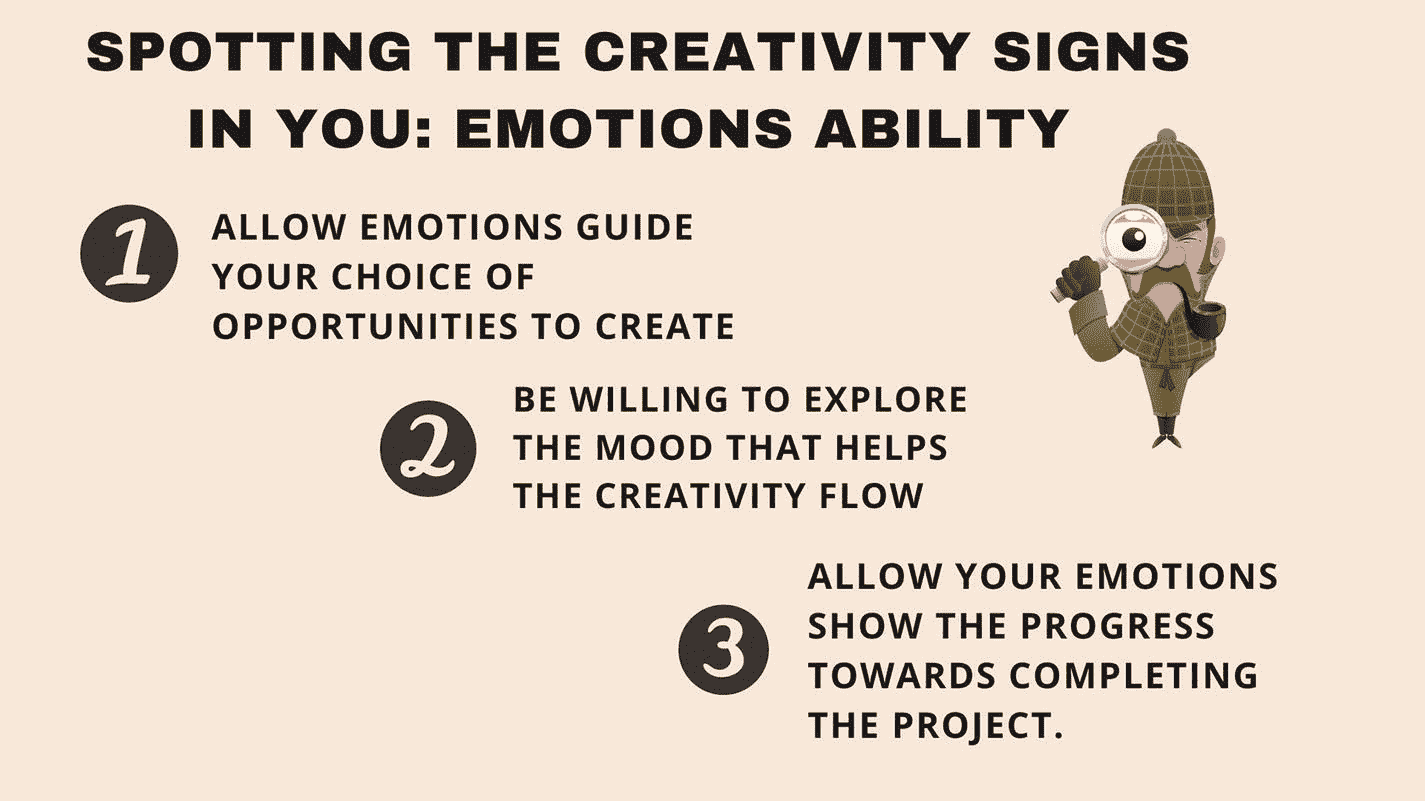 SPOTTING THE CREATIVITY SIGNS
IN YOU: EMOTIONS ABILITY
1
ALLOW EMOTIONS GUIDE
YOUR CHOICE OF
OPPORTUNITIES TO CREATE
2
BE WILLING TO EXPLORE
THE MOOD THAT HELPS
THE CREATIVITY FLOW
3
ALLOW YOUR EMOTIONS
SHOW THE PROGRESS
TOWARDS COMPLETING
THE PROJECT.